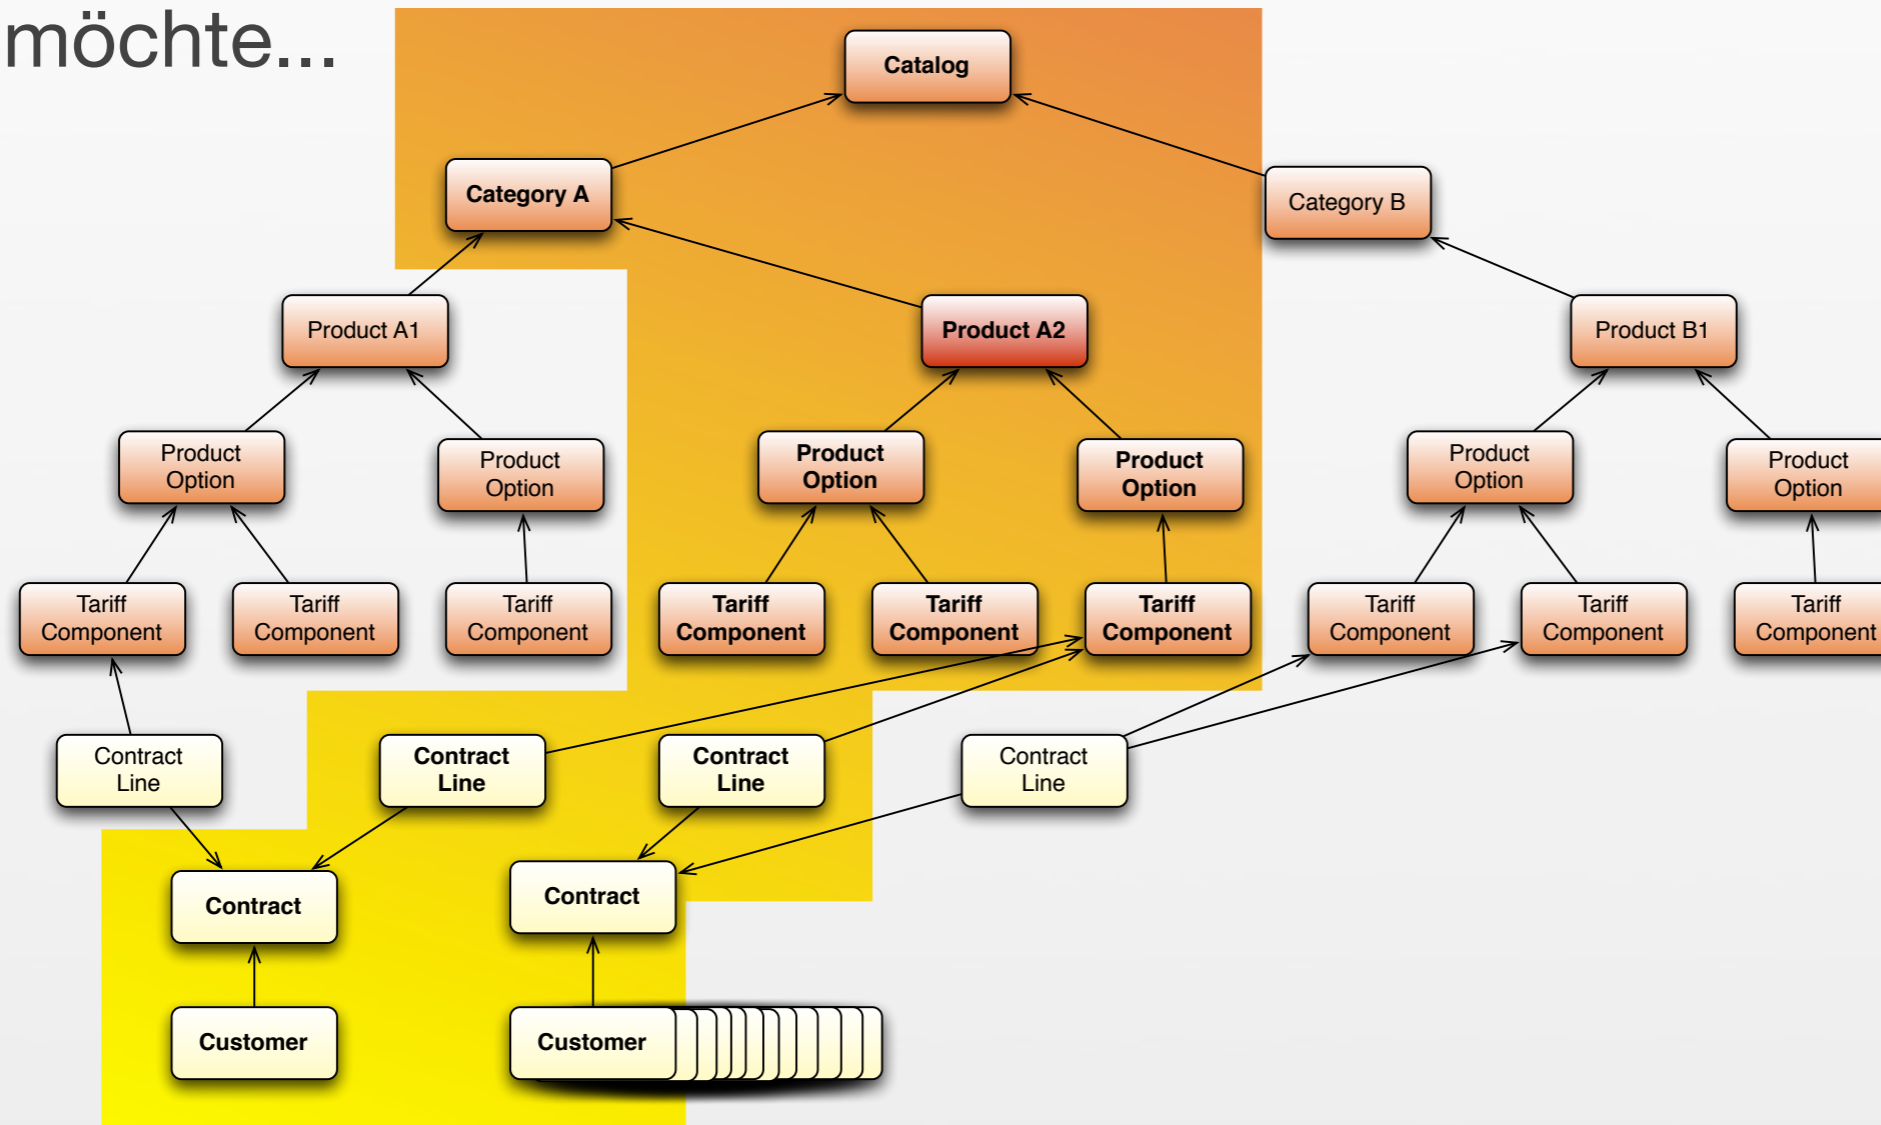 möchte...
Catalog
Category A
Category B
Product A1
Product A2
Product B1
Product
Option
Product
Option
Product
Option
Product
Option
Product
Option
Product
Option
Tariff
Component
Tariff
Component
Tariff
Component
Tariff
Component
Tariff
Component
Tariff
Component
Tariff
Component
Tariff
Component
Tariff
Component
Contract
Line
Contract
Line
Contract
Line
Contract
Line
Contract
Contract
Customer
Customer